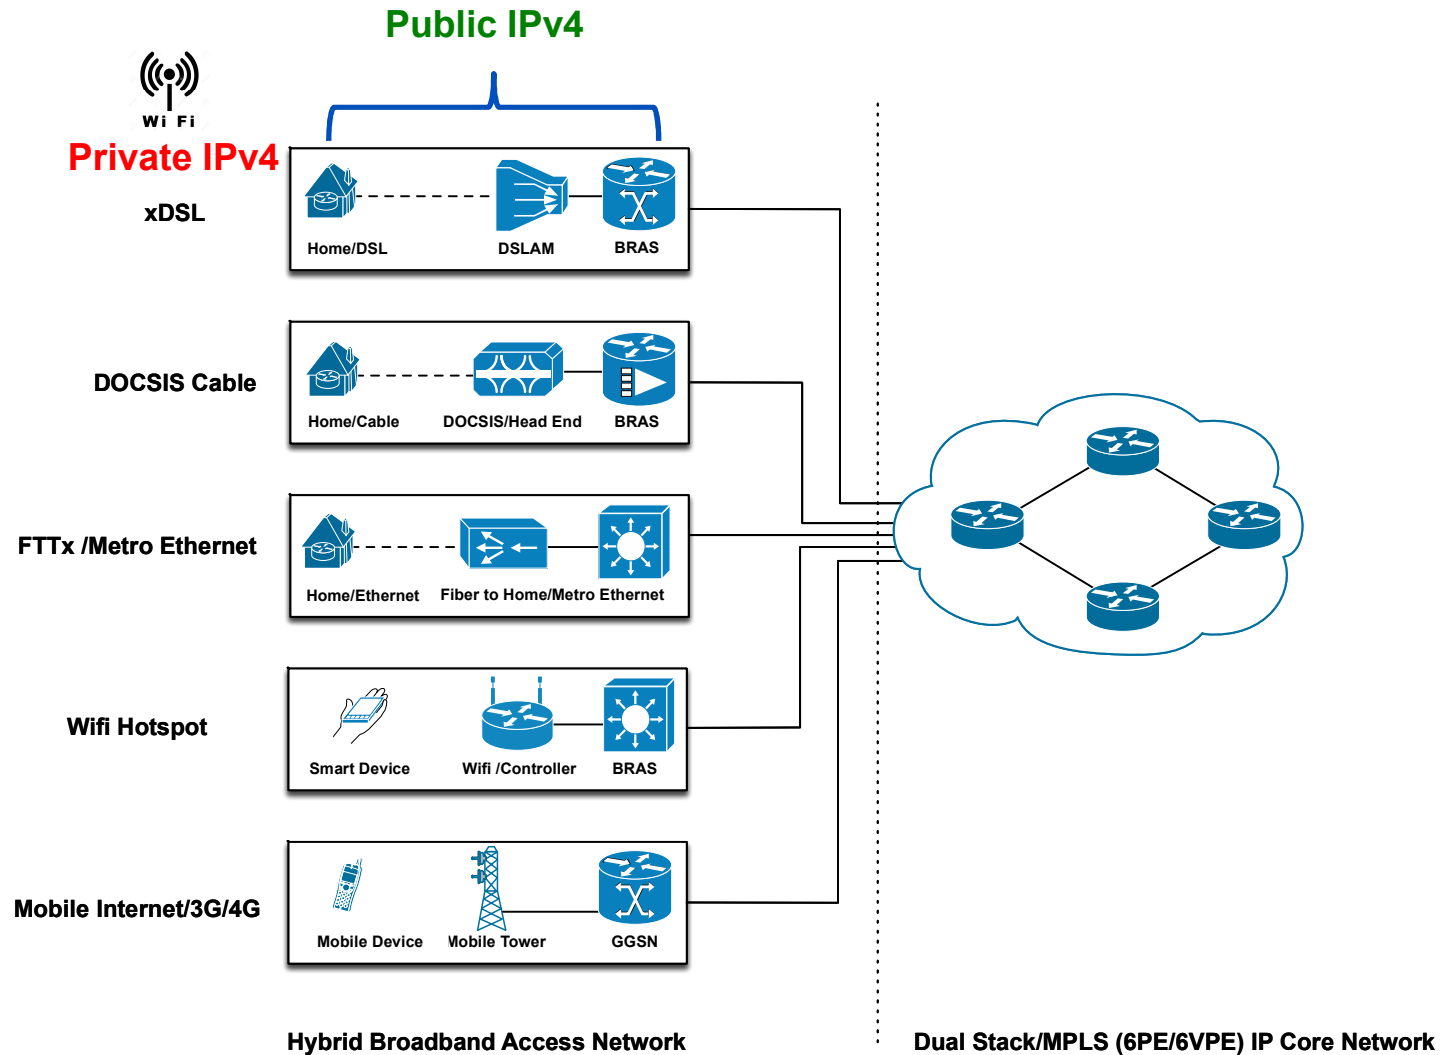 Public IPv4
Wi Fi
Private IPv4
xDSL
Home/DSL
DSLAM
BRAS
DOCSIS Cable
Home/Cable
DOCSIS/Head End
BRAS
FTTx /Metro Ethernet
Home/Ethernet
Fiber to Home/Metro Ethernet
Wifi Hotspot
Smart Device
Wifi /Controller
BRAS
Mobile Internet/3G/4G
Mobile Device
Mobile Tower
GGSN
Hybrid Broadband Access Network
Dual Stack/MPLS (6PE/6VPE) IP Core Network